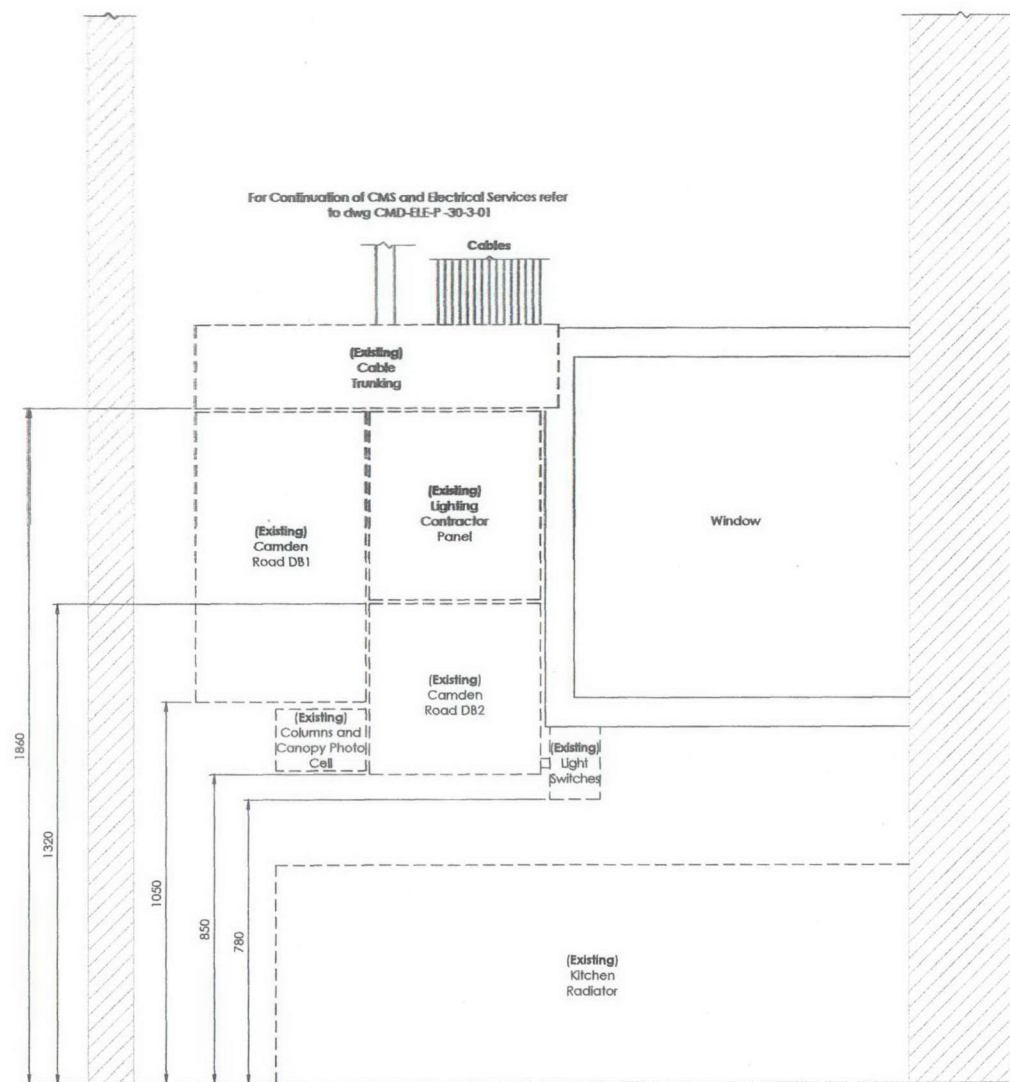 For Continuation of CMS and Electrical Services refer
to dwg CMD-ELE-P -30-3-01
Cables
(Existing)
Cable
Trunking
(Existing)
Lighting
Contractor
Panel
(Existing)
Camden
Road DB1
Window
(Existing)
Camden
Road DB2
(Existing)
Columns and
Canopy Photo
Cell
(Existing)
Light
Switches
1860
1320
1050
850
780
(Existing)
Kitchen
Radiator